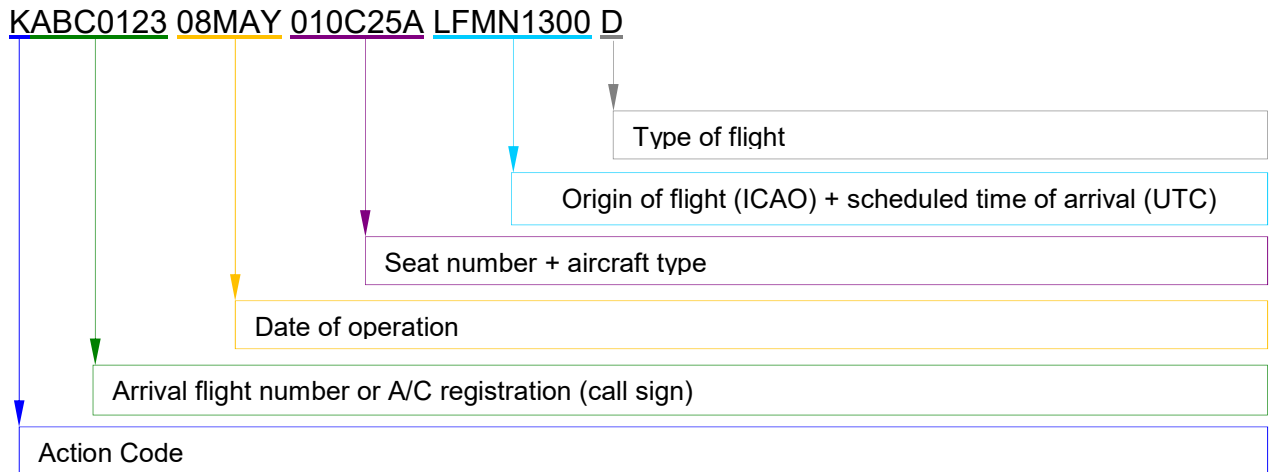 KABC0123 08MAY 010C25A LFMN1300 D
Type of flight
Origin of flight (ICAO) + scheduled time of arrival (UTC)
Seat number + aircraft type
Date of operation
Arrival flight number or A/C registration (call sign)
Action Code